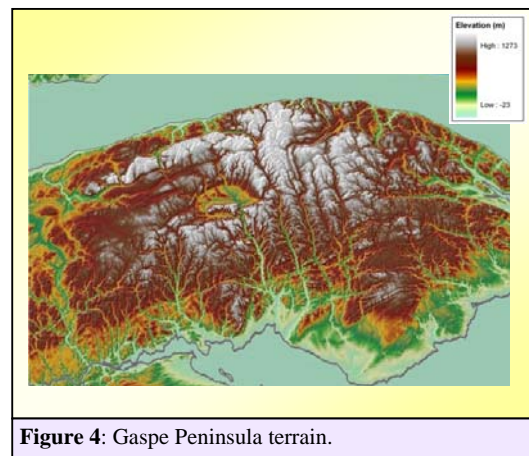 Elevation (m)
High : 1273
Low : -23
Figure 4: Gaspe Peninsula terrain.